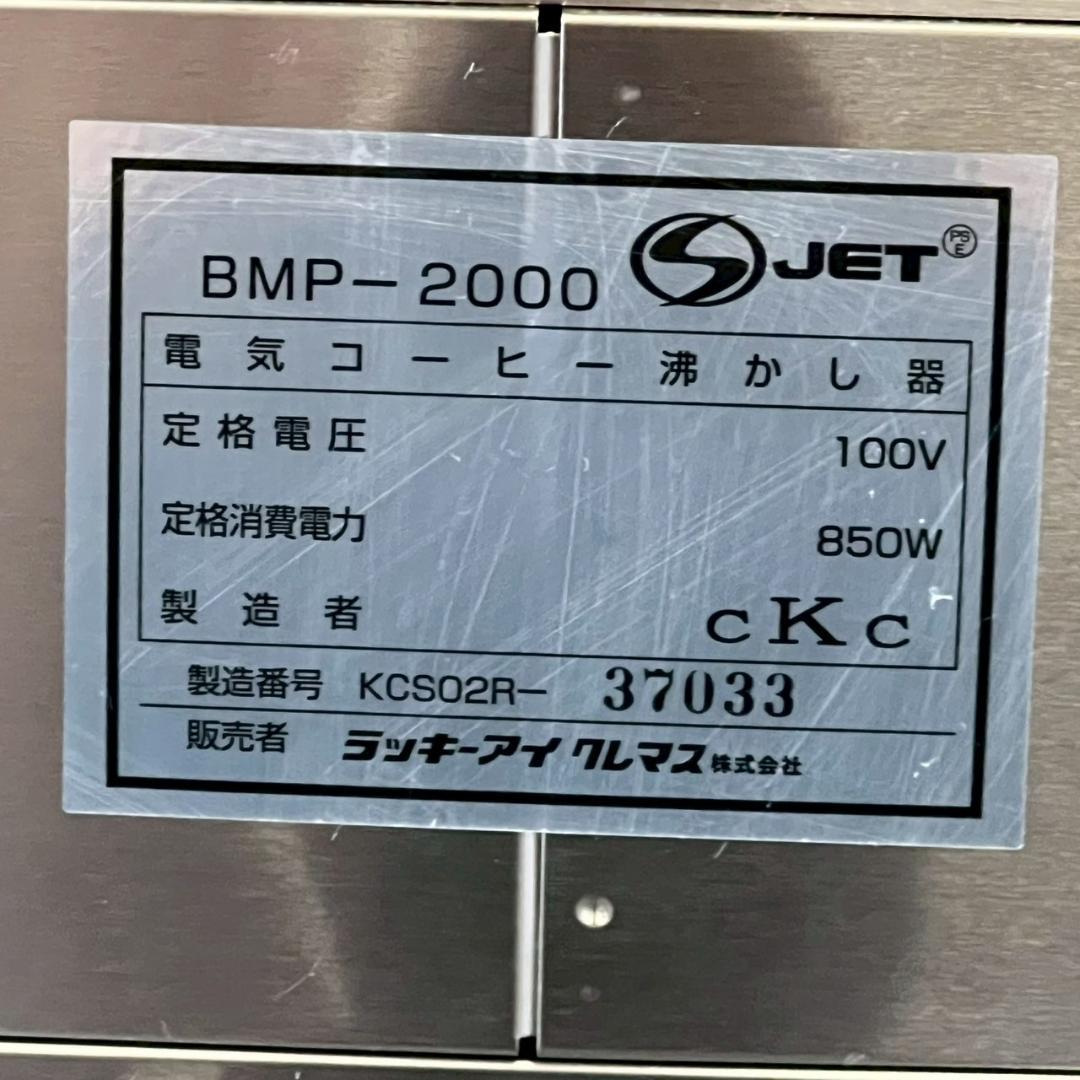 BMP-2000 S JET PSE
電気コーヒー沸かし器
定格電圧 100V
定格消費電力 850W
製造者 cKc
製造番号 KCS02R- 37033
販売者 ラッキーアイ クレマス株式会社